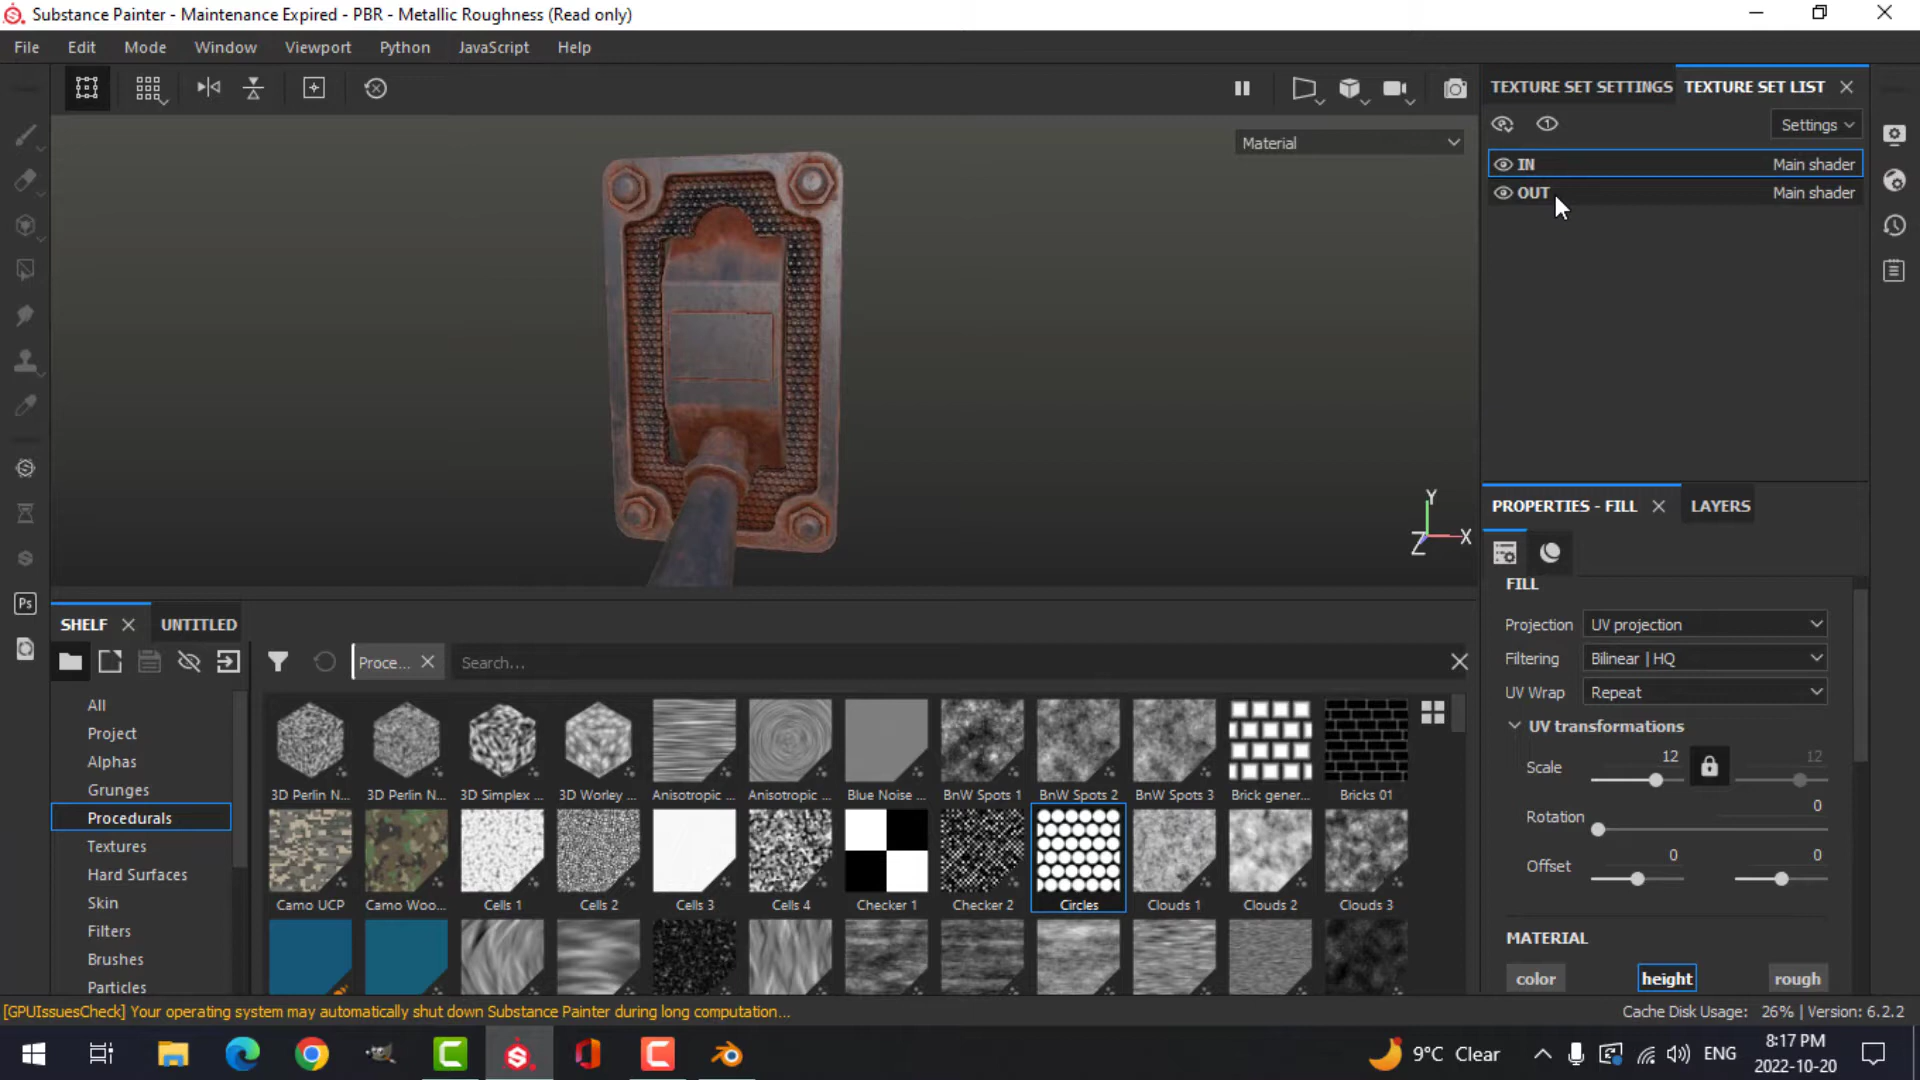 Substance Painter - Maintenance Expired - PBR - Metallic Roughness (Read only)
File Edit Mode Window Viewport Python JavaScript Help
TEXTURE SET SETTINGS TEXTURE SET LIST
Settings
Material
IN Main shader
OUT Main shader
Y
X
Z
PROPERTIES - FILL LAYERS
FILL
Projection UV projection
Filtering Bilinear | HQ
UV Wrap Repeat
UV transformations
Scale 12 12
Rotation 0
Offset 0 0
MATERIAL
color height rough
SHELF UNTITLED
Proce... Search...
All
Project
Alphas
Grunges
Procedurals
Textures
Hard Surfaces
Skin
Filters
Brushes
Particles
3D Perlin N... 3D Perlin N... 3D Simplex ... 3D Worley ... Anisotropic ... Anisotropic ... Blue Noise ... BnW Spots 1 BnW Spots 2 BnW Spots 3 Brick gener... Bricks 01
Camo UCP Camo Woo... Cells 1 Cells 2 Cells 3 Cells 4 Checker 1 Checker 2 Circles Clouds 1 Clouds 2 Clouds 3
[GPUIssuesCheck] Your operating system may automatically shut down Substance Painter during long computation...
Cache Disk Usage: 26% | Version: 6.2.2
Ps
9°C Clear ENG 8:17 PM
2022-10-20